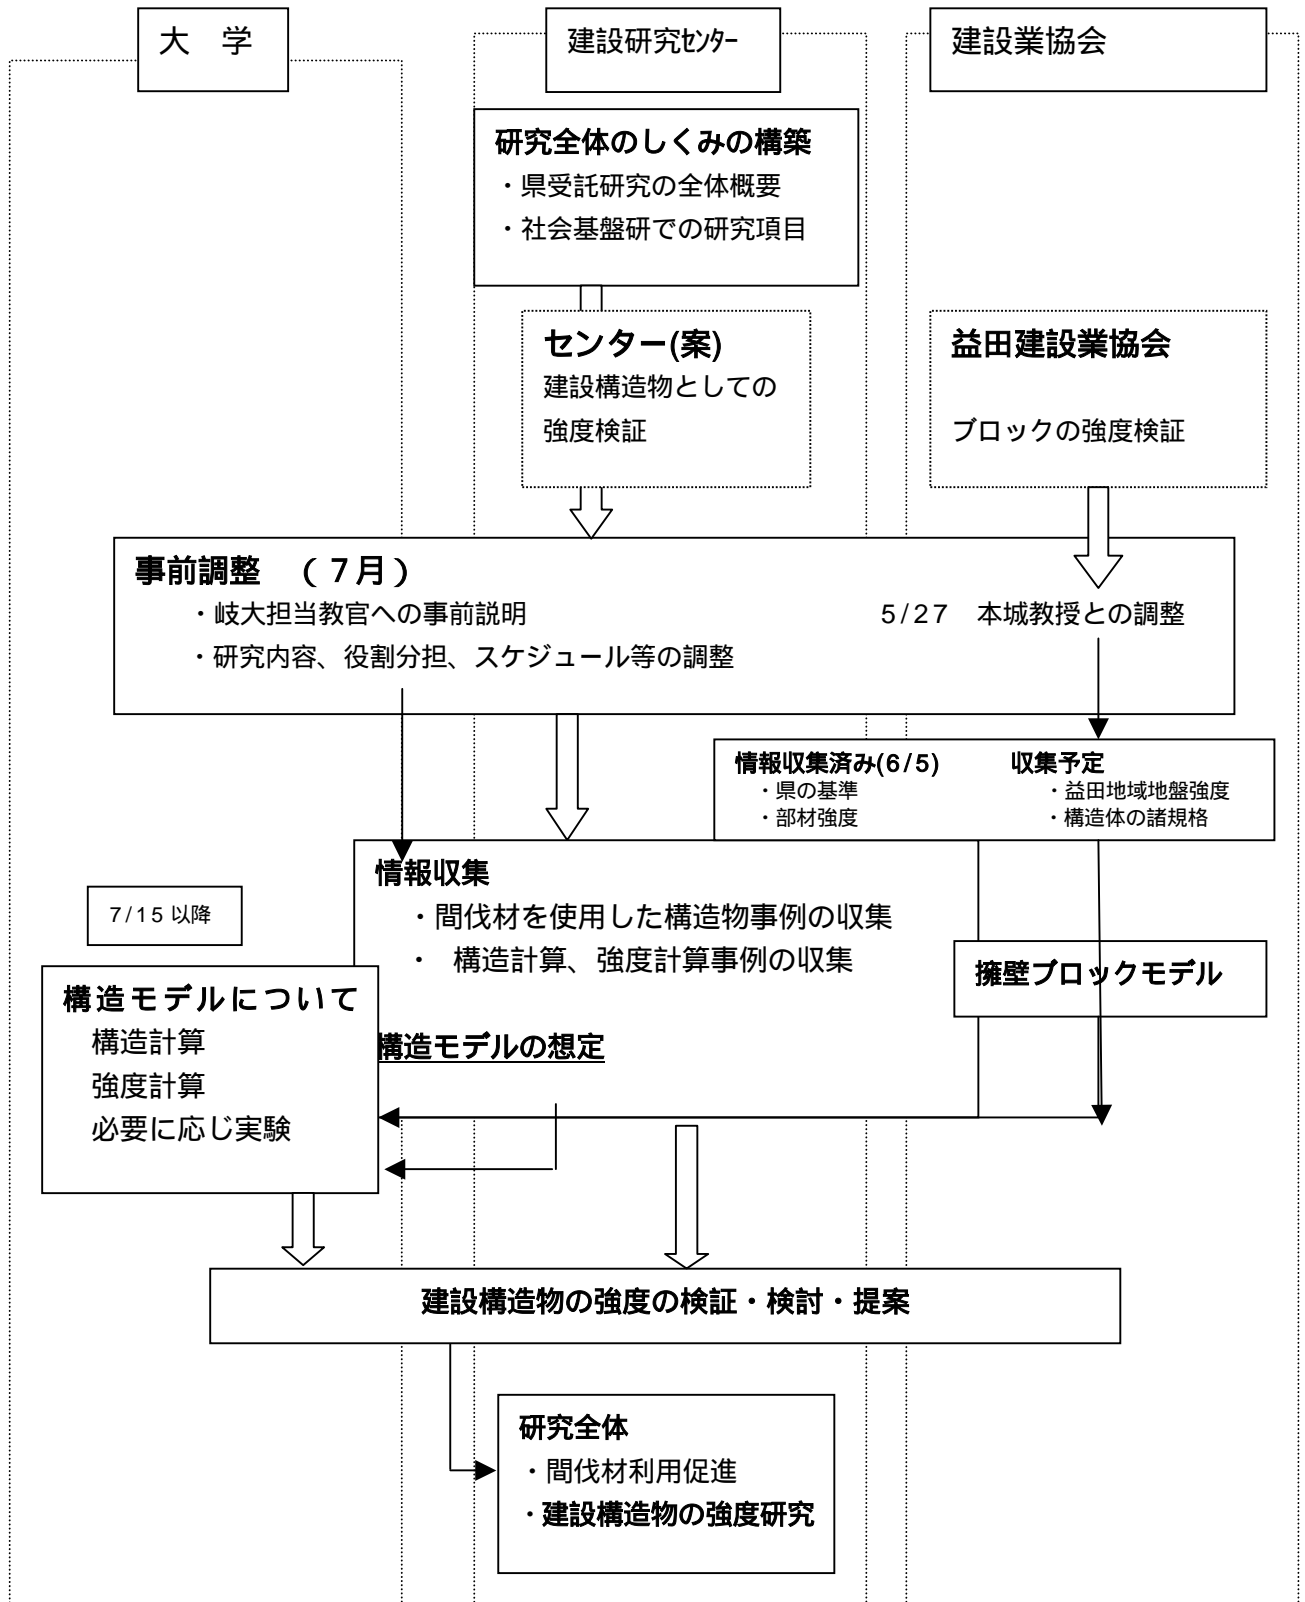 大　学
建設研究ｾﾝﾀｰ
建設業協会
研究全体のしくみの構築
・県受託研究の全体概要
・社会基盤研での研究項目
センター(案)
建設構造物としての
強度検証
益田建設業協会
ブロックの強度検証
事前調整　（７月）
・岐大担当教官への事前説明
5/27　本城教授との調整
・研究内容、役割分担、スケジュール等の調整
情報収集済み(6/5)
・県の基準
・部材強度
収集予定
・益田地域地盤強度
・構造体の諸規格
情報収集
・間伐材を使用した構造物事例の収集
・　構造計算、強度計算事例の収集
7/15 以降
擁壁ブロックモデル
構造モデルについて
構造計算
強度計算
必要に応じ実験
構造モデルの想定
建設構造物の強度の検証・検討・提案
研究全体
・間伐材利用促進
・建設構造物の強度研究